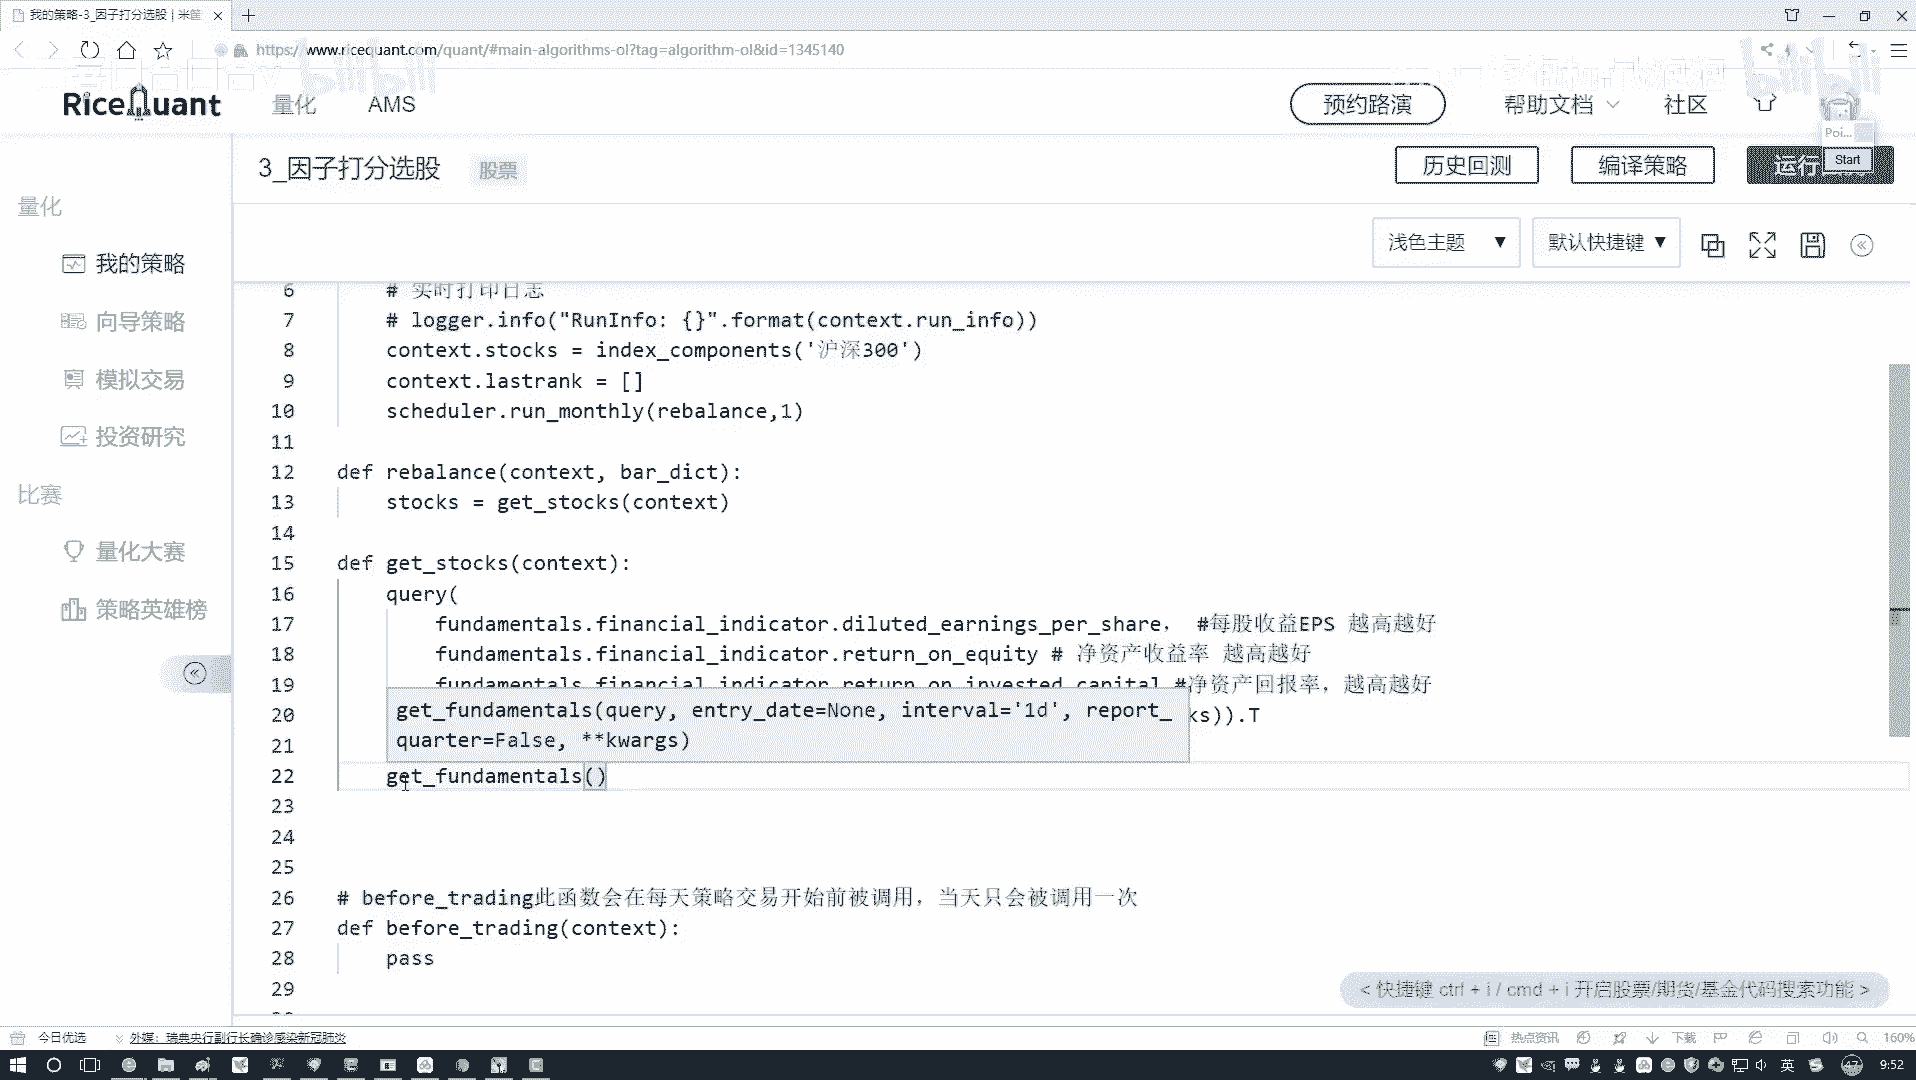 我的策略-3_因子打分选股 | 米筐
https://www.ricequant.com/quant/#main-algorithms-ol?tag=algorithm-ol&id=1345140
bilibili
bilibili
RiceQuant 量化 AMS 预约路演 帮助文档 社区
Poi...
Start
3_因子打分选股 股票 历史回测 编译策略 运行
量化
我的策略
向导策略
模拟交易
投资研究
比赛
量化大赛
策略英雄榜
浅色主题 ▼ 默认快捷键 ▼
6 # 实时打印日志
7 # logger.info("RunInfo: {}".format(context.run_info))
8 context.stocks = index_components('沪深300')
9 context.lastrank = []
10 scheduler.run_monthly(rebalance,1)
11
12 def rebalance(context, bar_dict):
13 stocks = get_stocks(context)
14
15 def get_stocks(context):
16 query(
17 fundamentals.financial_indicator.diluted_earnings_per_share, #每股收益EPS 越高越好
18 fundamentals.financial_indicator.return_on_equity # 净资产收益率 越高越好
19 fundamentals.financial_indicator.return_on_invested_capital #净资产回报率，越高越好
20 ks)).T
get_fundamentals(query, entry_date=None, interval='1d', report_
quarter=False, **kwargs)
21
22 get_fundamentals()
23
24
25
26 # before_trading此函数会在每天策略交易开始前被调用，当天只会被调用一次
27 def before_trading(context):
28 pass
29
< 快捷键 ctrl + i / cmd + i 开启股票/期货/基金代码搜索功能 >
今日优选 外媒：瑞典央行副行长确诊感染新冠肺炎 热点资讯 下载 160%
英 47 9:52